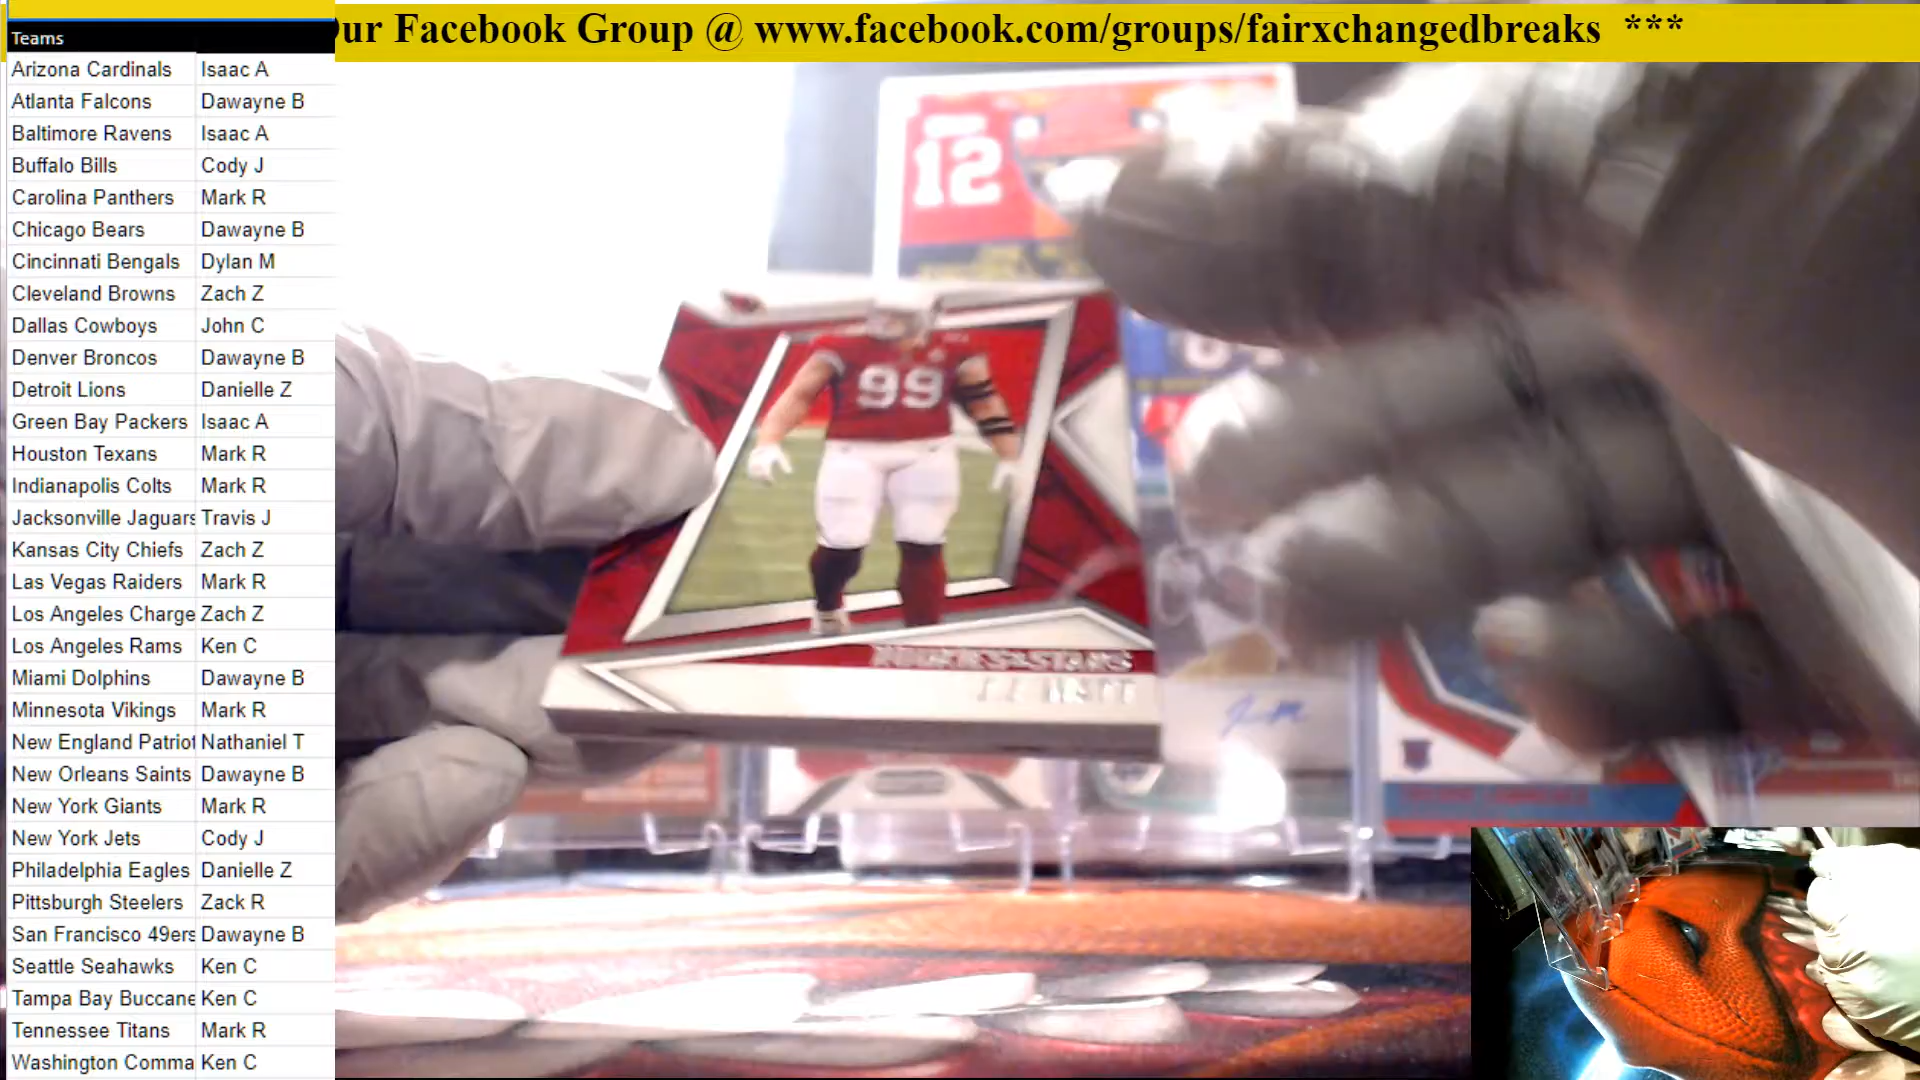 ur Facebook Group @ www.facebook.com/groups/fairxchangedbreaks ***
Teams
Arizona Cardinals Isaac A
Atlanta Falcons Dawayne B
Baltimore Ravens Isaac A
Buffalo Bills Cody J
Carolina Panthers Mark R
Chicago Bears Dawayne B
Cincinnati Bengals Dylan M
Cleveland Browns Zach Z
Dallas Cowboys John C
Denver Broncos Dawayne B
Detroit Lions Danielle Z
Green Bay Packers Isaac A
Houston Texans Mark R
Indianapolis Colts Mark R
Jacksonville Jaguars Travis J
Kansas City Chiefs Zach Z
Las Vegas Raiders Mark R
Los Angeles Charge Zach Z
Los Angeles Rams Ken C
Miami Dolphins Dawayne B
Minnesota Vikings Mark R
New England Patriot Nathaniel T
New Orleans Saints Dawayne B
New York Giants Mark R
New York Jets Cody J
Philadelphia Eagles Danielle Z
Pittsburgh Steelers Zack R
San Francisco 49ers Dawayne B
Seattle Seahawks Ken C
Tampa Bay Buccane Ken C
Tennessee Titans Mark R
Washington Comma Ken C
12
99
ROOKIES & STARS
J.J. WATT